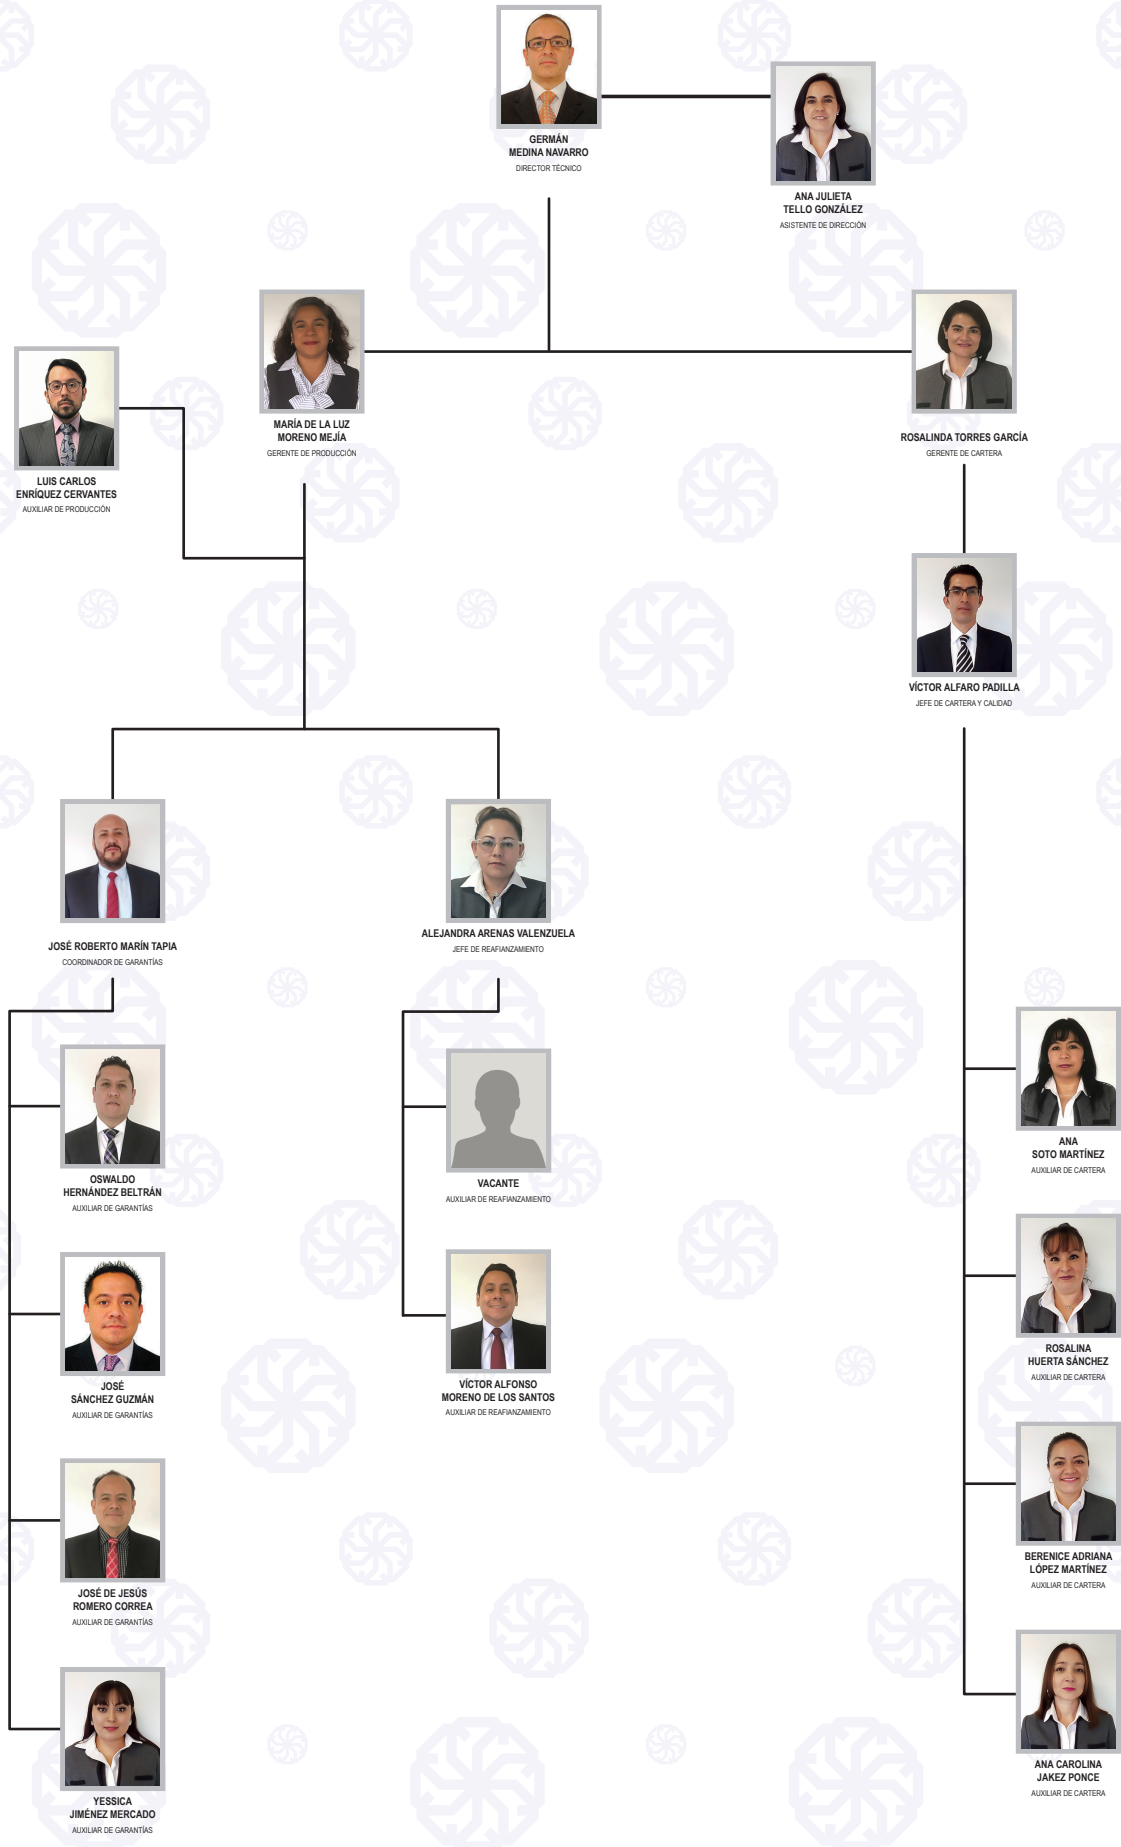 GERMÁN
MEDINA NAVARRO
DIRECTOR TÉCNICO
ANA JULIETA
TELLO GONZÁLEZ
ASISTENTE DE DIRECCIÓN
MARÍA DE LA LUZ
MORENO MEJÍA
GERENTE DE PRODUCCIÓN
ROSALINDA TORRES GARCÍA
GERENTE DE CARTERA
LUIS CARLOS
ENRÍQUEZ CERVANTES
AUXILIAR DE PRODUCCIÓN
VÍCTOR ALFARO PADILLA
JEFE DE CARTERA Y CALIDAD
JOSÉ ROBERTO MARÍN TAPIA
COORDINADOR DE GARANTÍAS
ALEJANDRA ARENAS VALENZUELA
JEFE DE REAFIANZAMIENTO
OSWALDO
HERNÁNDEZ BELTRÁN
AUXILIAR DE GARANTÍAS
VACANTE
AUXILIAR DE REAFIANZAMIENTO
ANA
SOTO MARTÍNEZ
AUXILIAR DE CARTERA
JOSÉ
SÁNCHEZ GUZMÁN
AUXILIAR DE GARANTÍAS
VÍCTOR ALFONSO
MORENO DE LOS SANTOS
AUXILIAR DE REAFIANZAMIENTO
ROSALINA
HUERTA SÁNCHEZ
AUXILIAR DE CARTERA
JOSÉ DE JESÚS
ROMERO CORREA
AUXILIAR DE GARANTÍAS
BERENICE ADRIANA
LÓPEZ MARTÍNEZ
AUXILIAR DE CARTERA
YESSICA
JIMÉNEZ MERCADO
AUXILIAR DE GARANTÍAS
ANA CAROLINA
JAKEZ PONCE
AUXILIAR DE CARTERA